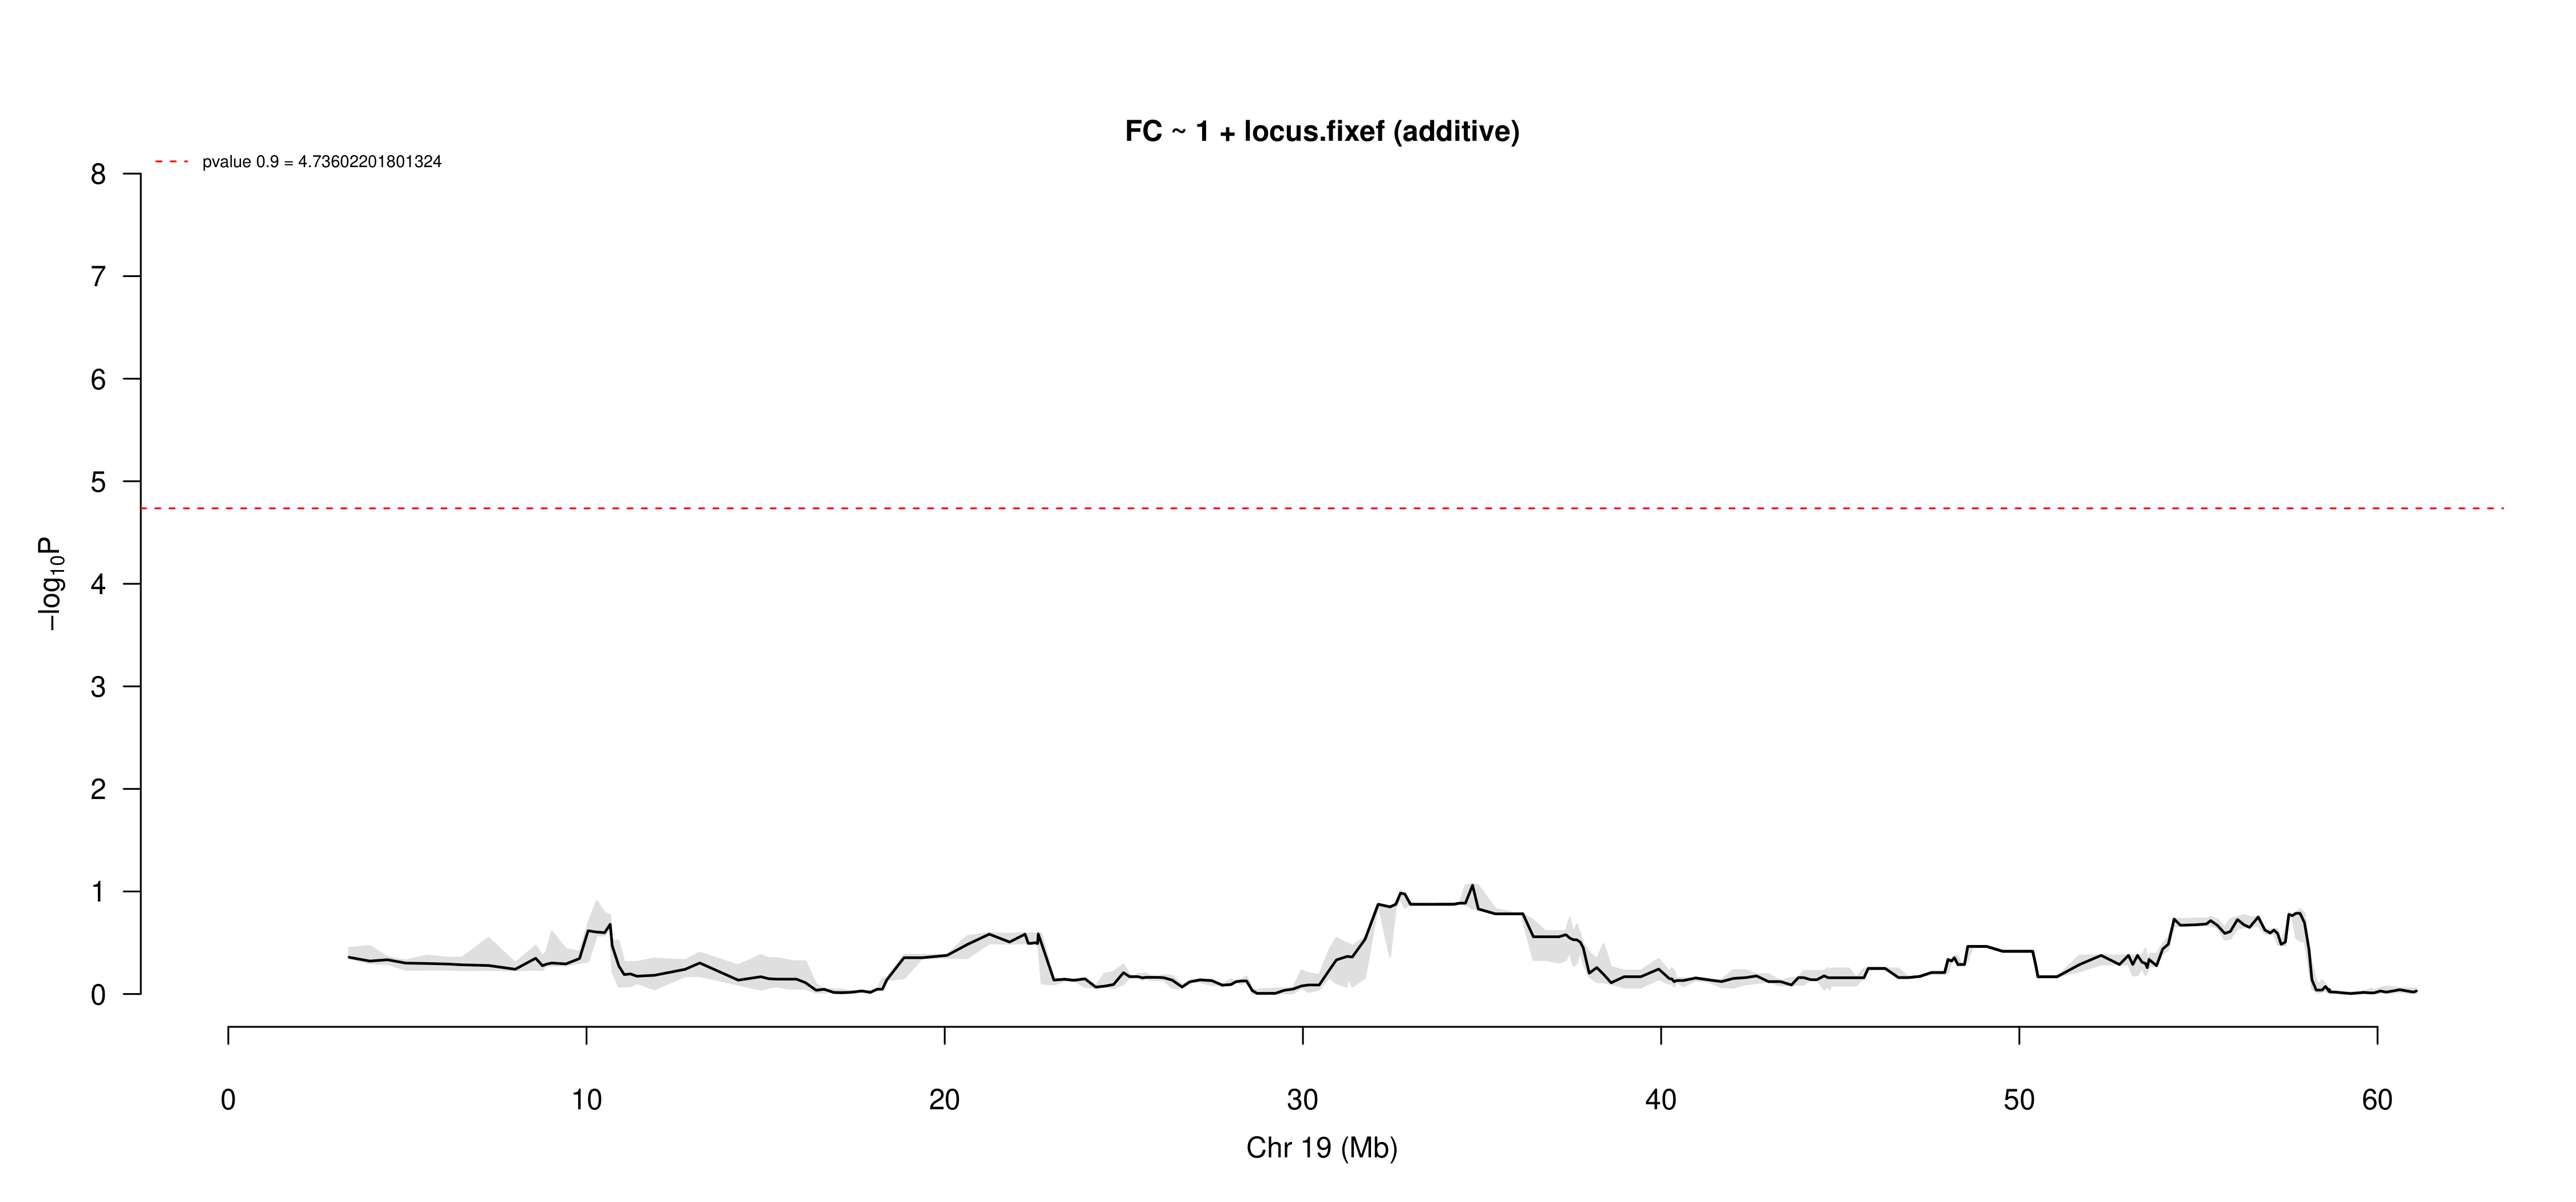 FC ~ 1 + locus.fixef (additive)
pvalue 0.9 = 4.73602201801324
8
7
6
5
4
3
2
1
0
−log10P
0 10 20 30 40 50 60
Chr 19 (Mb)